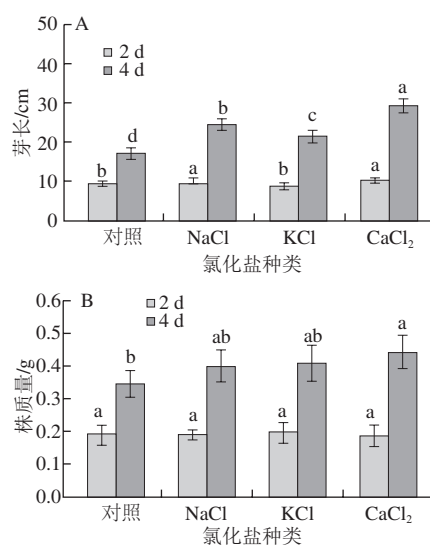 A
2 d
4 d
芽长/cm
60
50
40
30
20
10
0
b d a b b c a a
对照 NaCl KCl CaCl₂
氯化盐种类
B
2 d
4 d
株质量/g
0.6
0.5
0.4
0.3
0.2
0.1
0.0
a b a ab a ab a a
对照 NaCl KCl CaCl₂
氯化盐种类